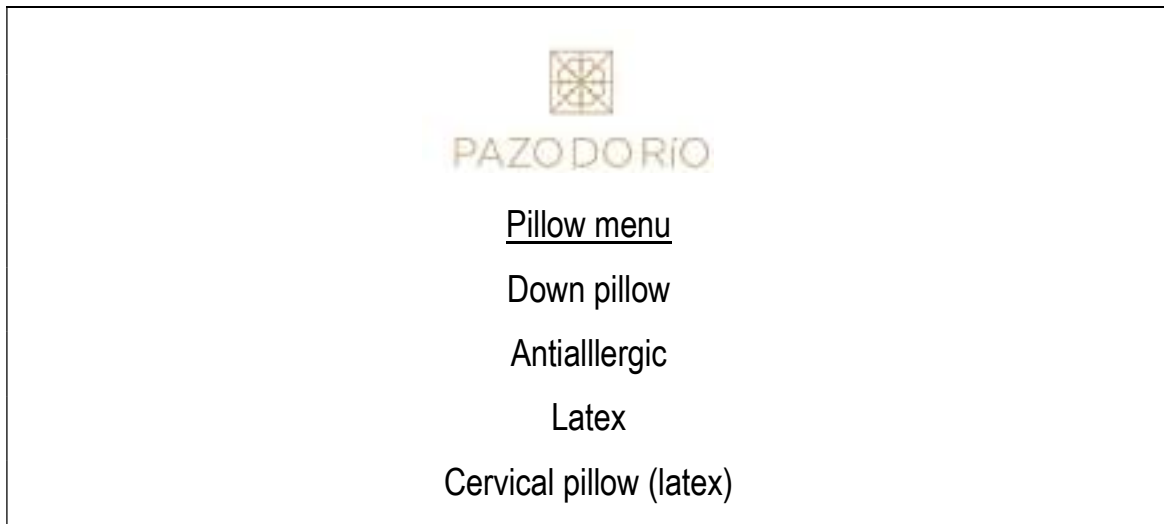 PAZO DO RíO
Pillow menu
Down pillow
Antialllergic
Latex
Cervical pillow (latex)